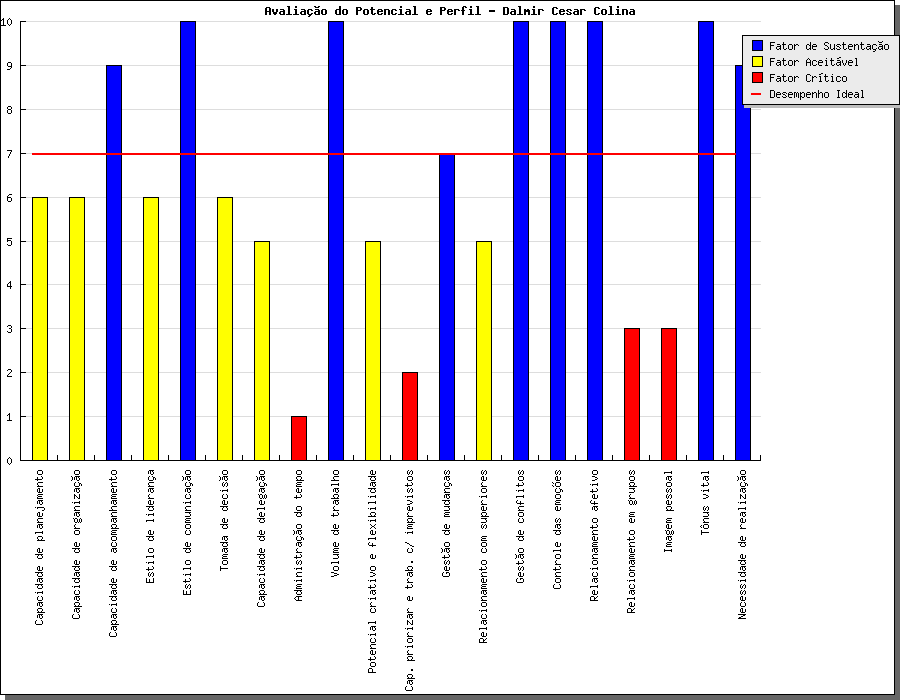 Avaliação do Potencial e Perfil - Dalmir Cesar Colina
10
9
8
7
6
5
4
3
2
1
0
Fator de Sustentação
Fator Aceitável
Fator Crítico
Desempenho Ideal
Capacidade de planejamento
Capacidade de organização
Capacidade de acompanhamento
Estilo de liderança
Estilo de comunicação
Tomada de decisão
Capacidade de delegação
Administração do tempo
Volume de trabalho
Potencial criativo e flexibilidade
Cap. priorizar e trab. c/ imprevistos
Gestão de mudanças
Relacionamento com superiores
Gestão de conflitos
Controle das emoções
Relacionamento afetivo
Relacionamento em grupos
Imagem pessoal
Tônus vital
Necessidade de realização